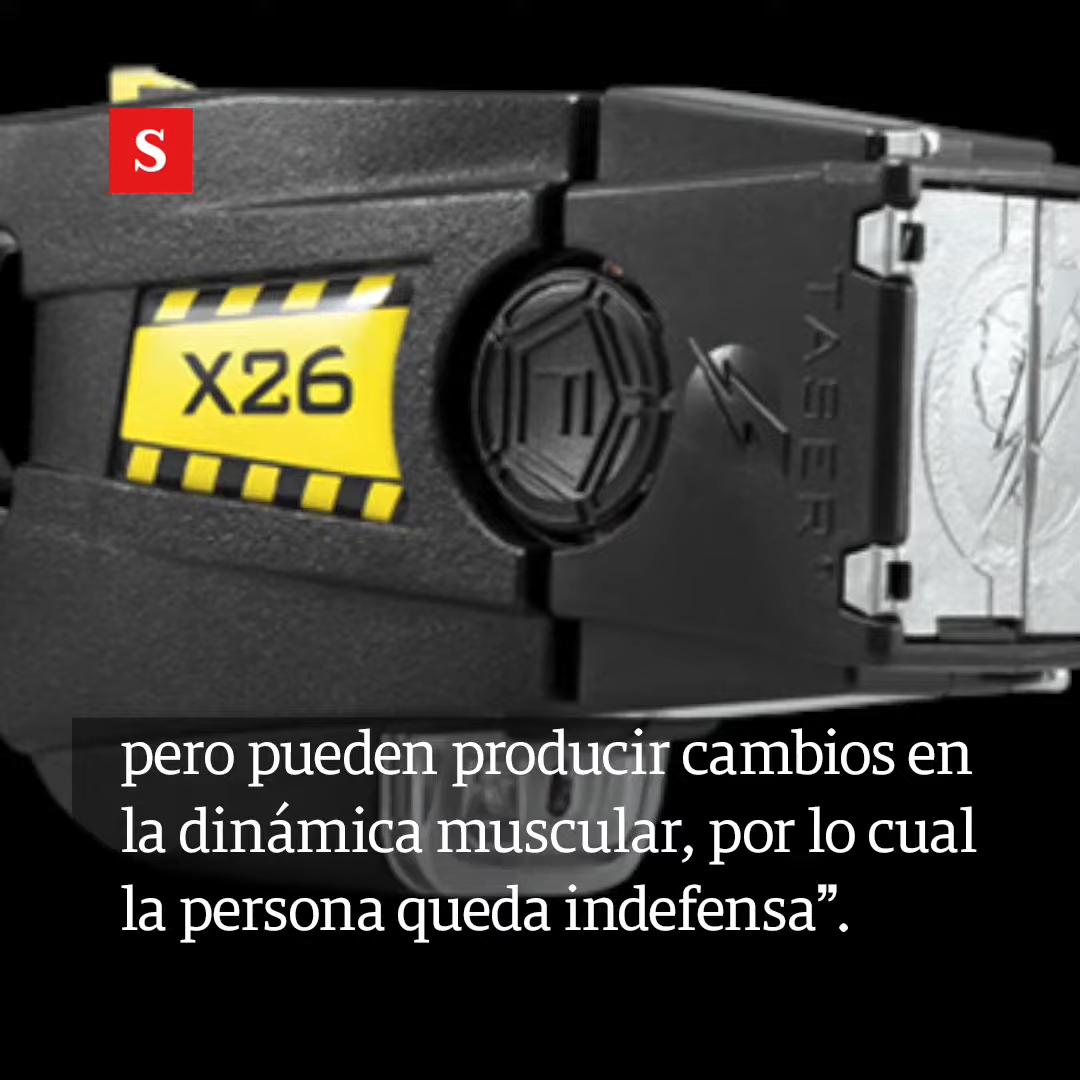 S
X26
TASER
pero pueden producir cambios en
la dinámica muscular, por lo cual
la persona queda indefensa”.